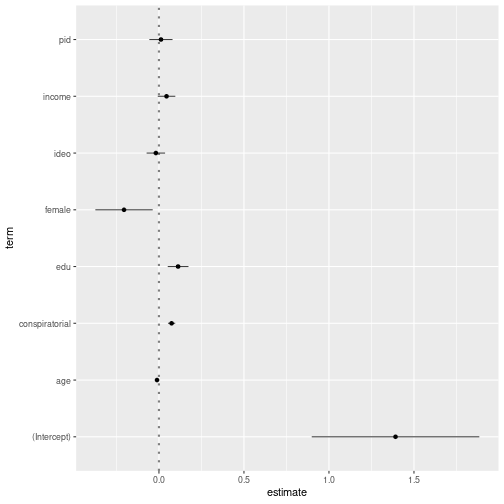 pid
income
ideo
female
edu
conspiratorial
age
(Intercept)
term
0.0 0.5 1.0 1.5
estimate